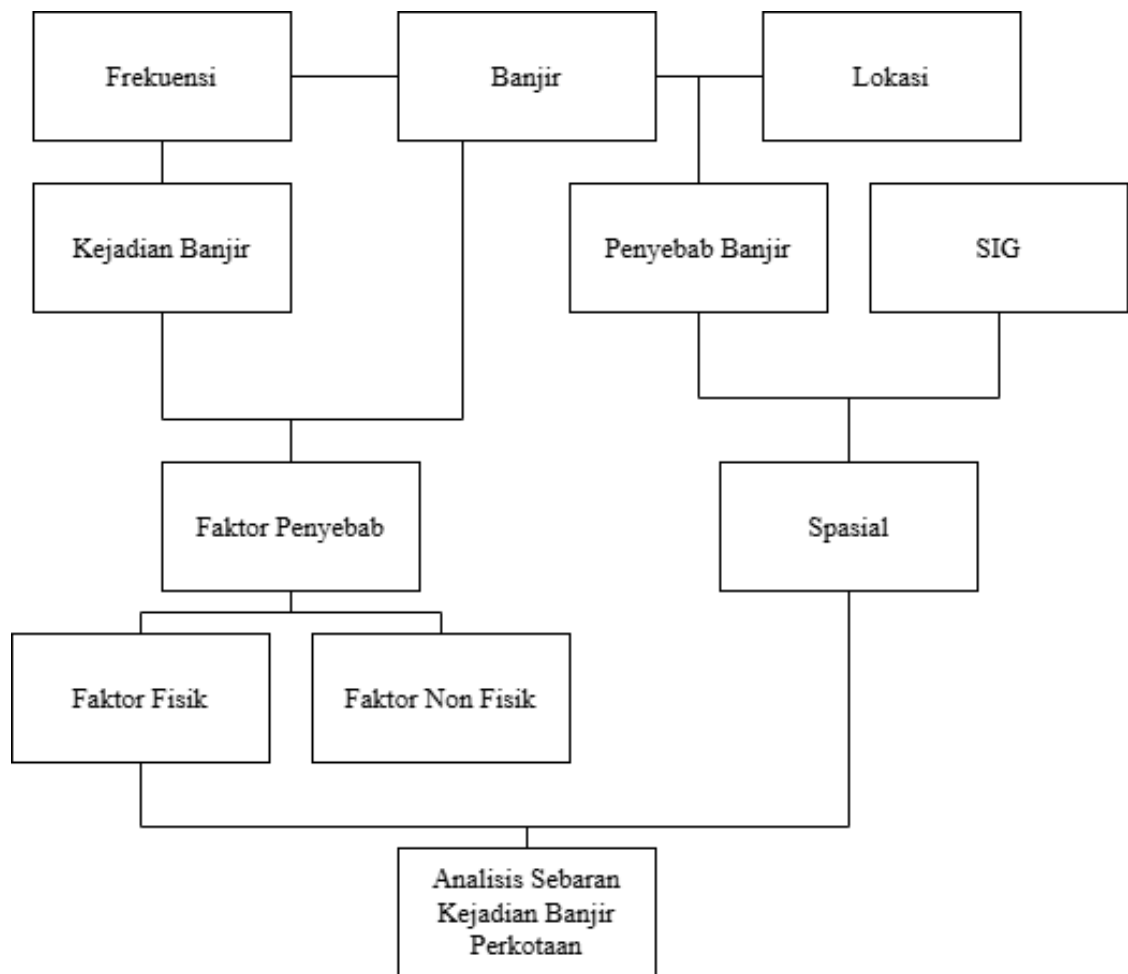 Frekuensi
Banjir
Lokasi
Kejadian Banjir
Penyebab Banjir
SIG
Faktor Penyebab
Spasial
Faktor Fisik
Faktor Non Fisik
Analisis Sebaran
Kejadian Banjir
Perkotaan